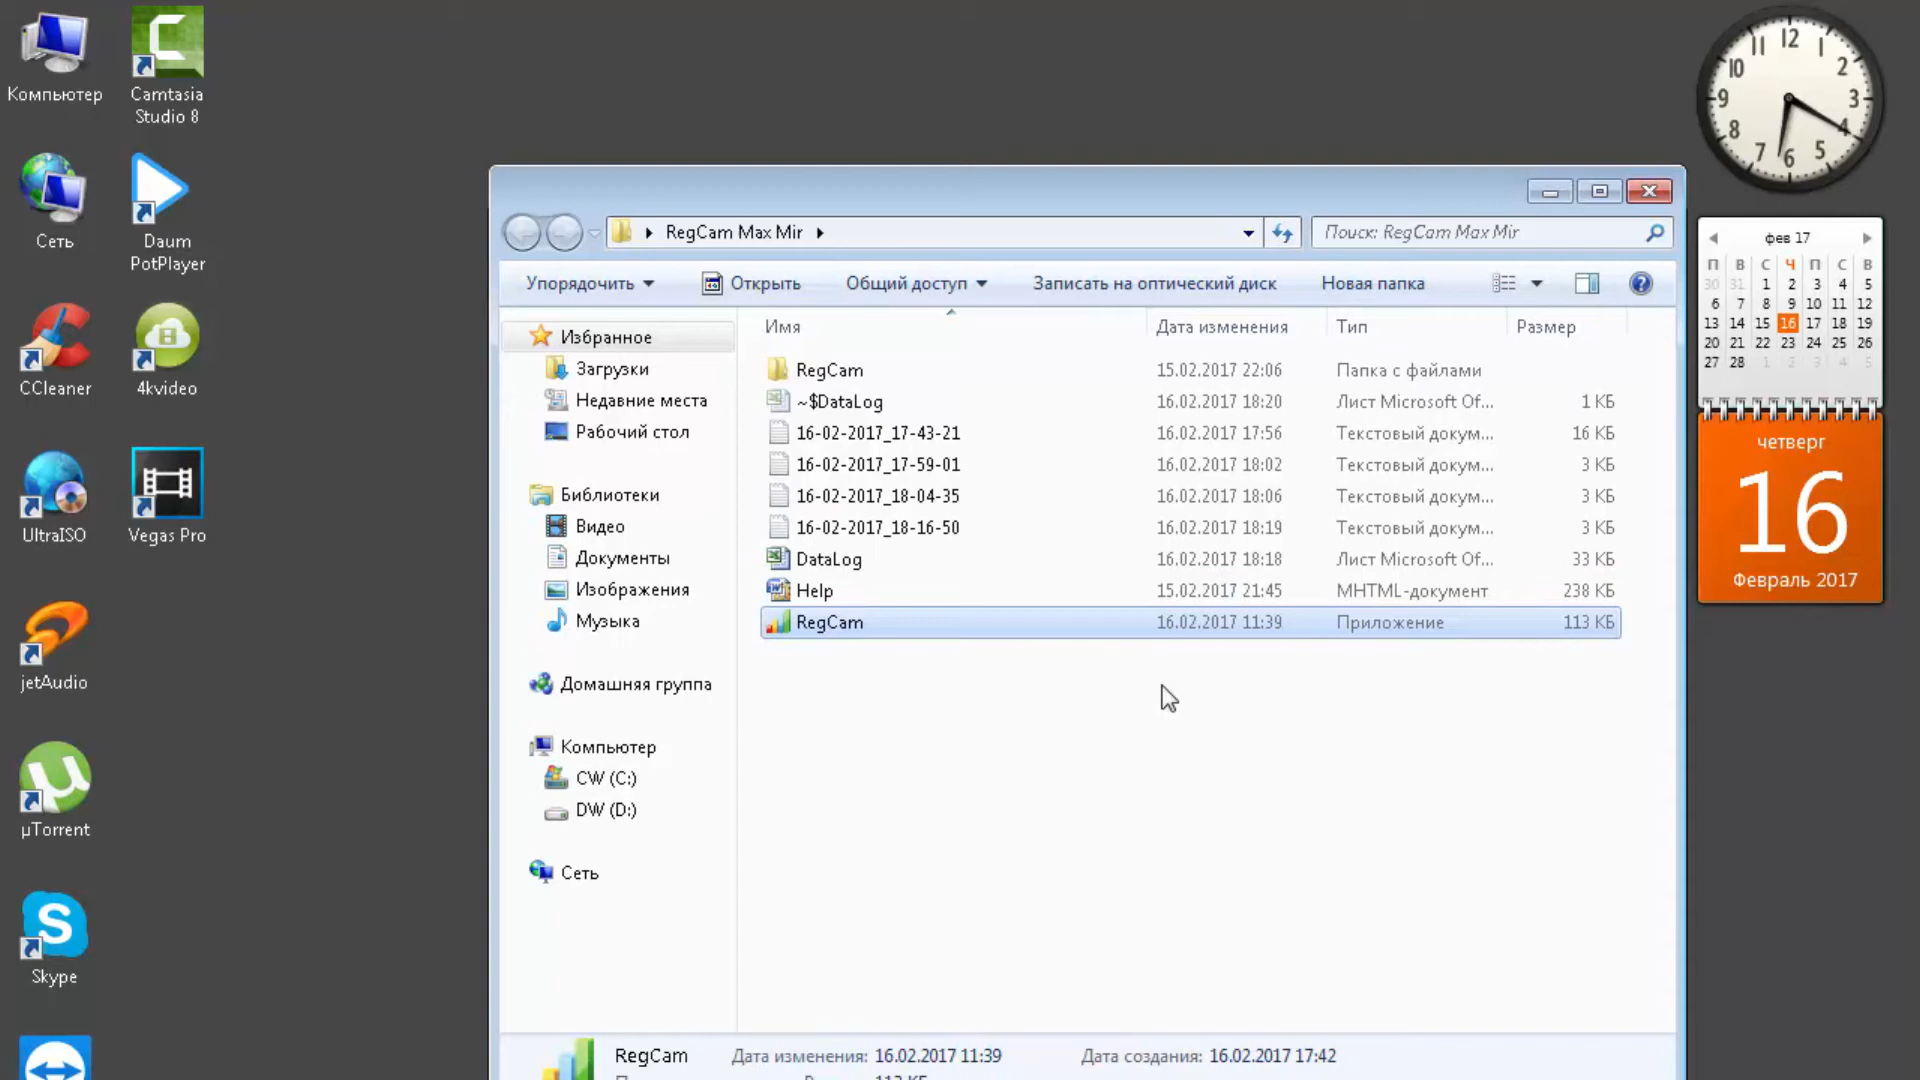 Компьютер
Camtasia
Studio 8
Сеть
Daum
PotPlayer
CCleaner
4kvideo
UltraISO
Vegas Pro
jetAudio
µTorrent
Skype
RegCam Max Mir
Поиск: RegCam Max Mir
Упорядочить
Открыть
Общий доступ
Записать на оптический диск
Новая папка
Избранное
Загрузки
Недавние места
Рабочий стол
Библиотеки
Видео
Документы
Изображения
Музыка
Домашняя группа
Компьютер
CW (C:)
DW (D:)
Сеть
Имя Дата изменения Тип Размер
RegCam 15.02.2017 22:06 Папка с файлами
~$DataLog 16.02.2017 18:20 Лист Microsoft Of... 1 КБ
16-02-2017_17-43-21 16.02.2017 17:56 Текстовый докум... 16 КБ
16-02-2017_17-59-01 16.02.2017 18:02 Текстовый докум... 3 КБ
16-02-2017_18-04-35 16.02.2017 18:06 Текстовый докум... 3 КБ
16-02-2017_18-16-50 16.02.2017 18:19 Текстовый докум... 3 КБ
DataLog 16.02.2017 18:18 Лист Microsoft Of... 33 КБ
Help 15.02.2017 21:45 MHTML-документ 238 КБ
RegCam 16.02.2017 11:39 Приложение 113 КБ
RegCam Дата изменения: 16.02.2017 11:39 Дата создания: 16.02.2017 17:42
12 1 2 3 4 5 6 7 8 9 10 11
фев 17
П В С Ч П С В
30 31 1 2 3 4 5
6 7 8 9 10 11 12
13 14 15 16 17 18 19
20 21 22 23 24 25 26
27 28 1 2 3 4 5
четверг
16
Февраль 2017